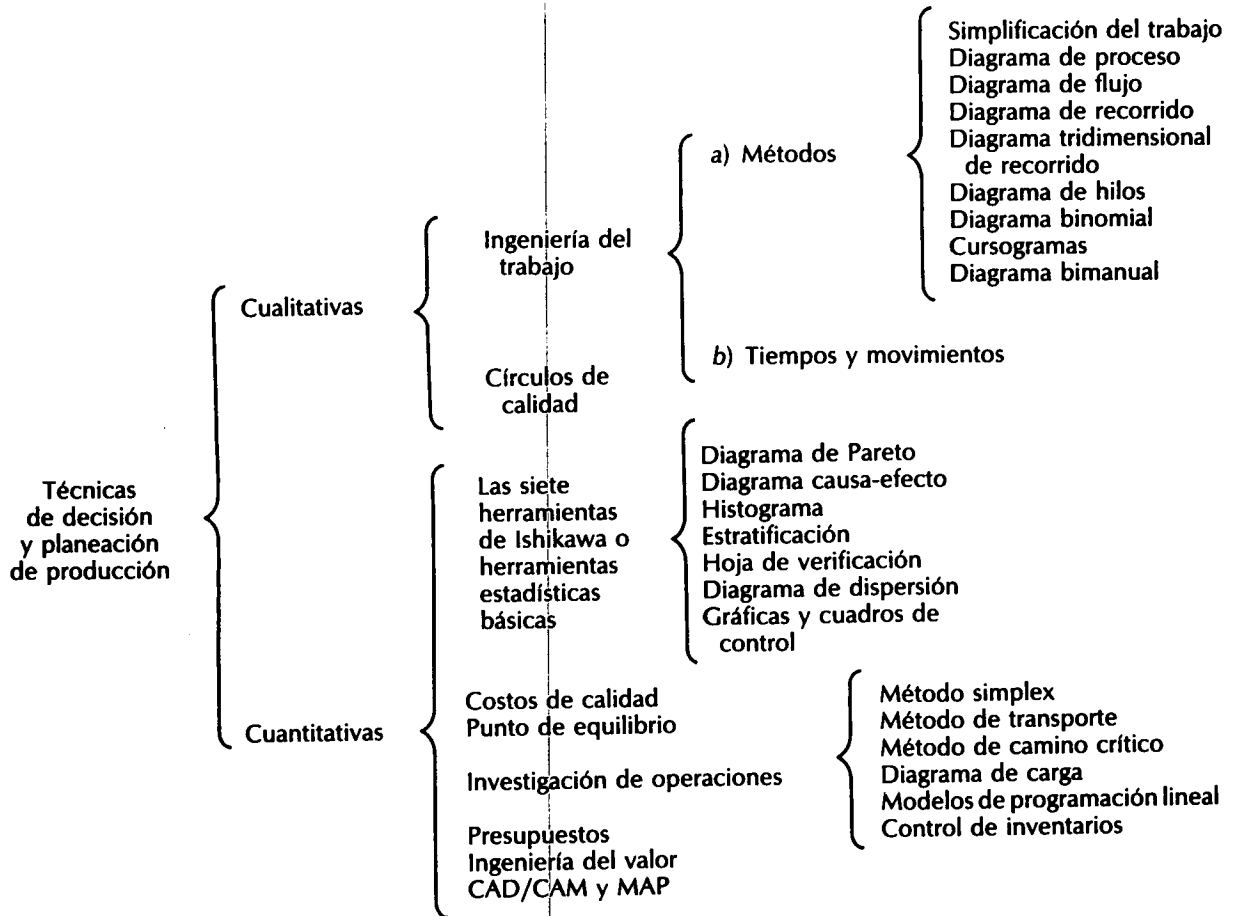 Técnicas
de decisión
y planeación
de producción
Cualitativas
Ingeniería del
trabajo
a) Métodos
Simplificación del trabajo
Diagrama de proceso
Diagrama de flujo
Diagrama de recorrido
Diagrama tridimensional
de recorrido
Diagrama de hilos
Diagrama binomial
Cursogramas
Diagrama bimanual
b) Tiempos y movimientos
Círculos de
calidad
Cuantitativas
Las siete
herramientas
de Ishikawa o
herramientas
estadísticas
básicas
Diagrama de Pareto
Diagrama causa-efecto
Histograma
Estratificación
Hoja de verificación
Diagrama de dispersión
Gráficas y cuadros de
control
Costos de calidad
Punto de equilibrio
Investigación de operaciones
Método simplex
Método de transporte
Método de camino crítico
Diagrama de carga
Modelos de programación lineal
Control de inventarios
Presupuestos
Ingeniería del valor
CAD/CAM y MAP